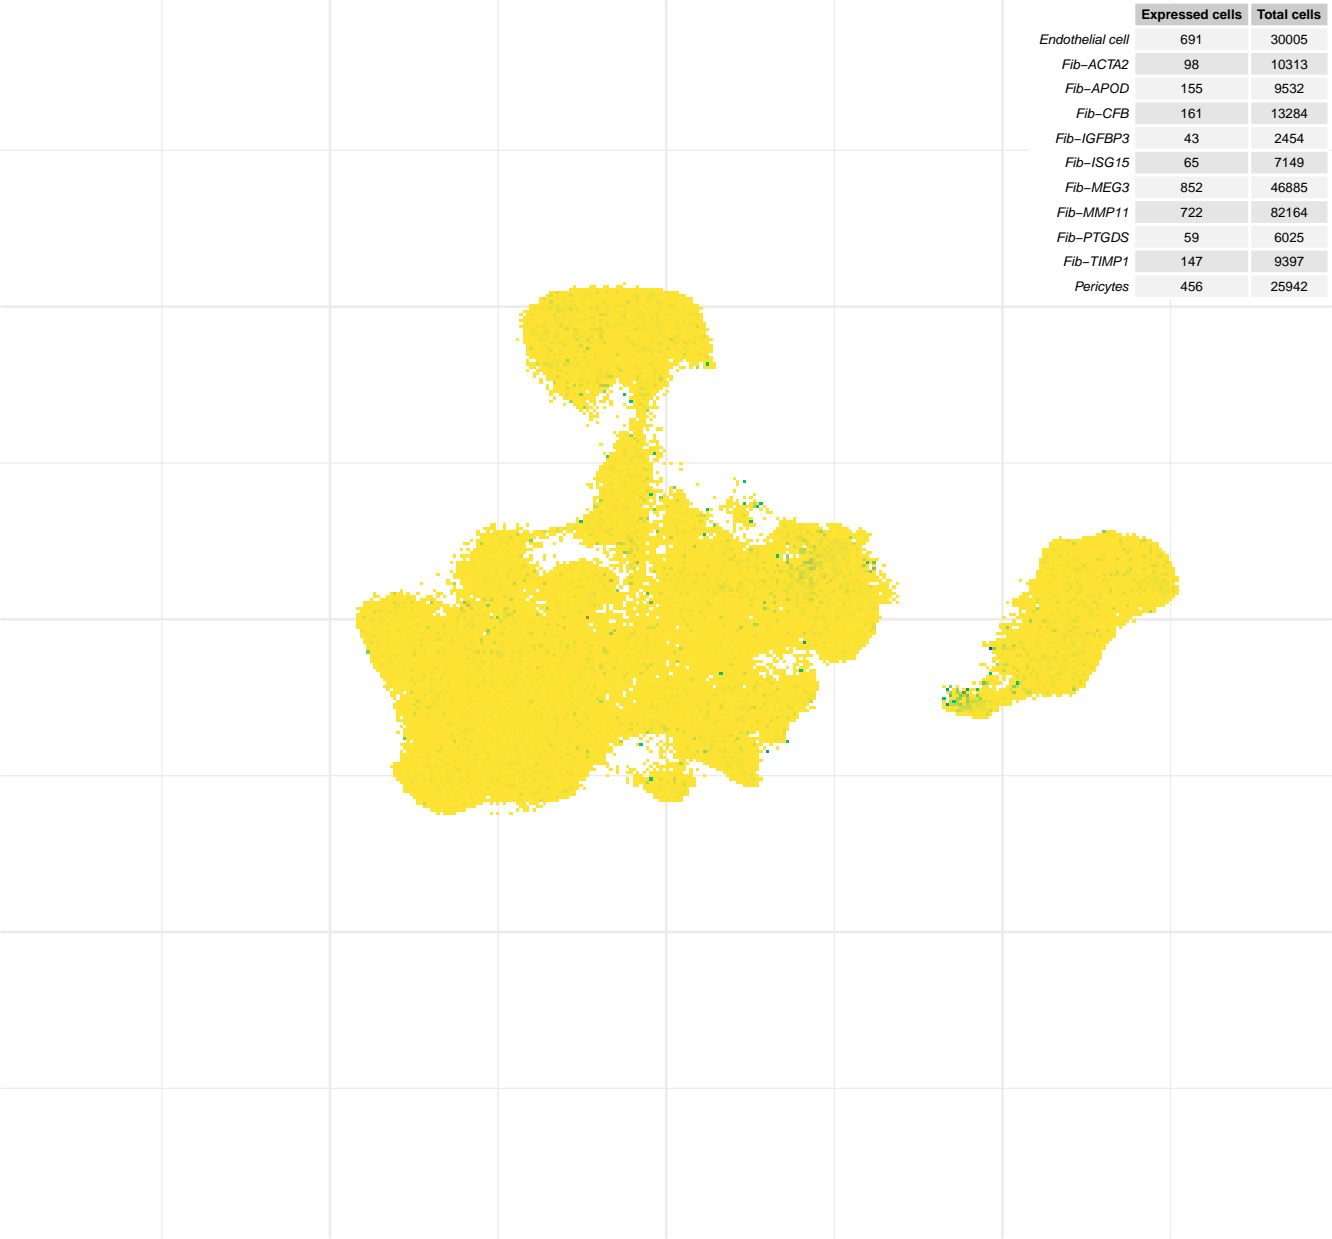 Expressed cells Total cells
Endothelial cell 691 30005
Fib−ACTA2 98 10313
Fib−APOD 155 9532
Fib−CFB 161 13284
Fib−IGFBP3 43 2454
Fib−ISG15 65 7149
Fib−MEG3 852 46885
Fib−MMP11 722 82164
Fib−PTGDS 59 6025
Fib−TIMP1 147 9397
Pericytes 456 25942